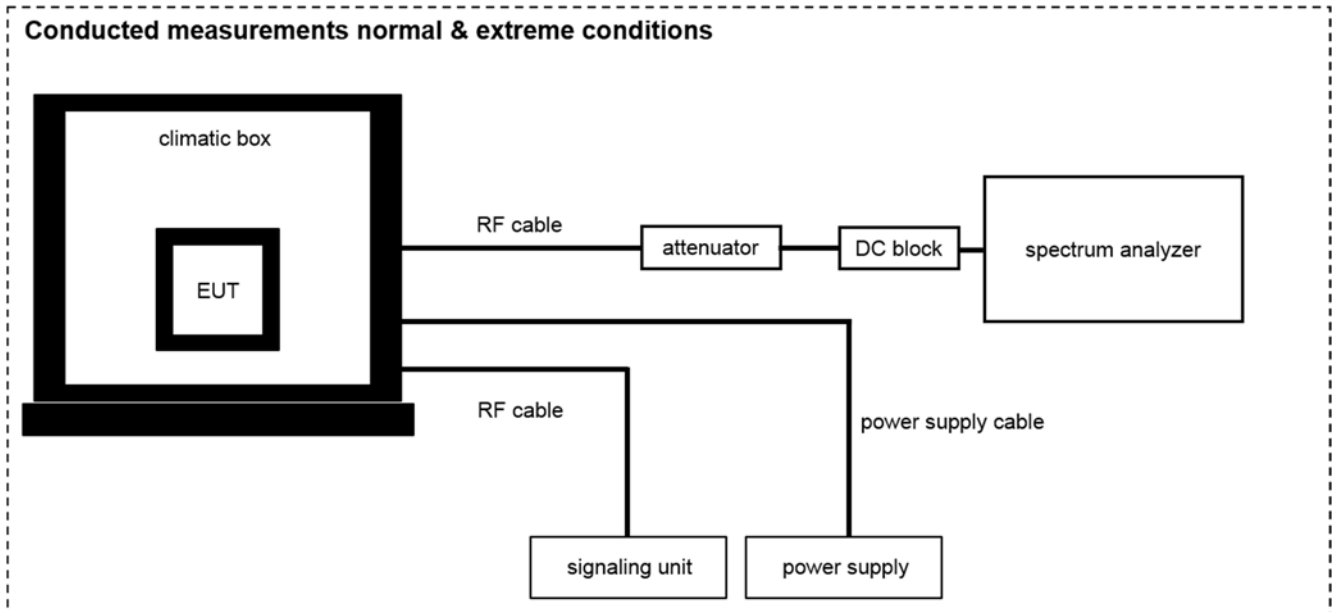 Conducted measurements normal & extreme conditions
climatic box
RF cable
attenuator
DC block
spectrum analyzer
EUT
RF cable
power supply cable
signaling unit
power supply